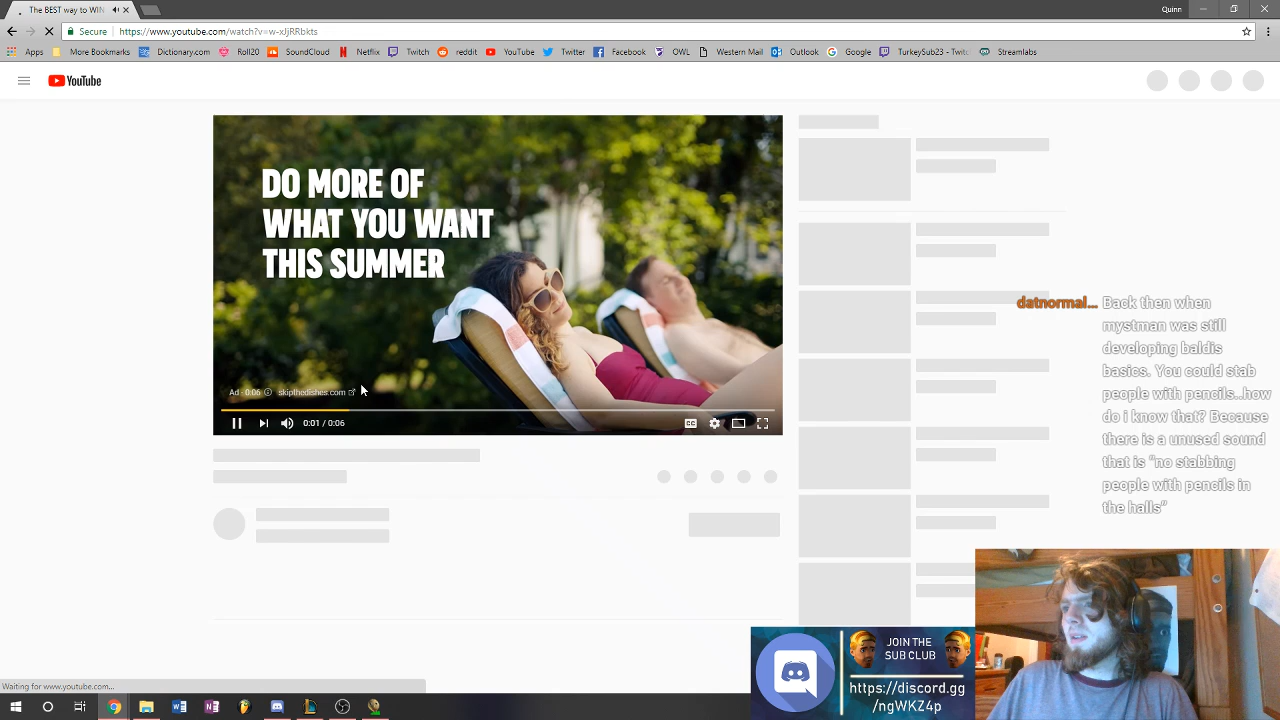 The BEST way to WIN
Quinn
Secure
https://www.youtube.com/watch?v=w-xJjRRbkts
Apps
More Bookmarks
Dictionary.com
Roll20
SoundCloud
Netflix
Twitch
reddit
YouTube
Twitter
Facebook
OWL
Western Mail
Outlook
Google
TurkeySub23 - Twitc
Streamlabs
YouTube
DO MORE OF
WHAT YOU WANT
THIS SUMMER
Ad · 0:06
skipthedishes.com
0:01 / 0:06
CC
datnormal... Back then when
mystman was still
developing baldis
basics. You could stab
people with pencils..how
do i know that? Because
there is a unused sound
that is "no stabbing
people with pencils in
the halls"
JOIN THE
SUB CLUB
https://discord.gg
/ngWKZ4p
Waiting for www.youtube.com...